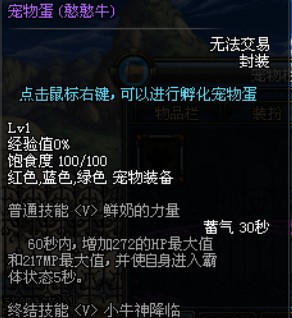 宠物蛋 (憨憨牛)
无法交易
封装
点击鼠标右键，可以进行孵化宠物蛋
Lv1
经验值0%
饱食度 100/100
红色,蓝色,绿色 宠物装备
物品栏
装扮
普通技能 <V> 鲜奶的力量
蓄气 30秒
60秒内，增加272的HP最大值
和217MP最大值，并使自身进入霸
体状态5秒。
终结技能 <V> 小牛神降临